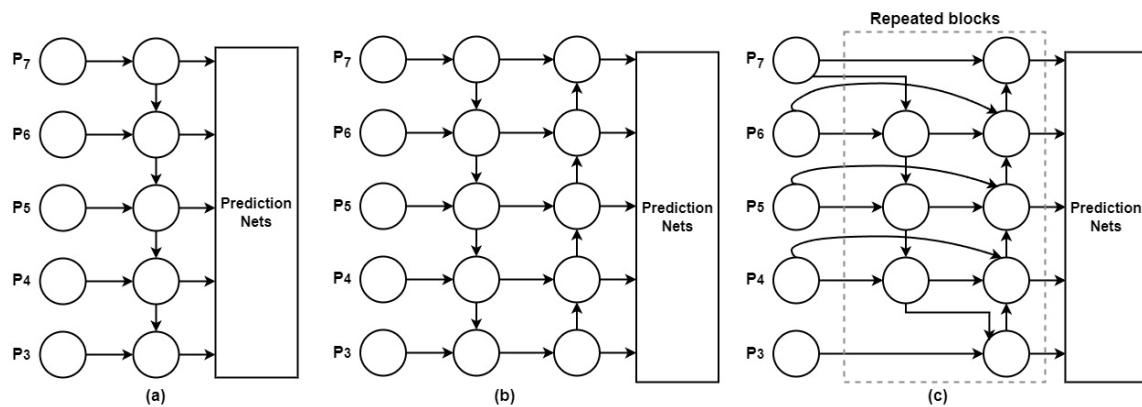 P7
P6
P5
P4
P3
Prediction
Nets
(a)
P7
P6
P5
P4
P3
Prediction
Nets
(b)
Repeated blocks
P7
P6
P5
P4
P3
Prediction
Nets
(c)